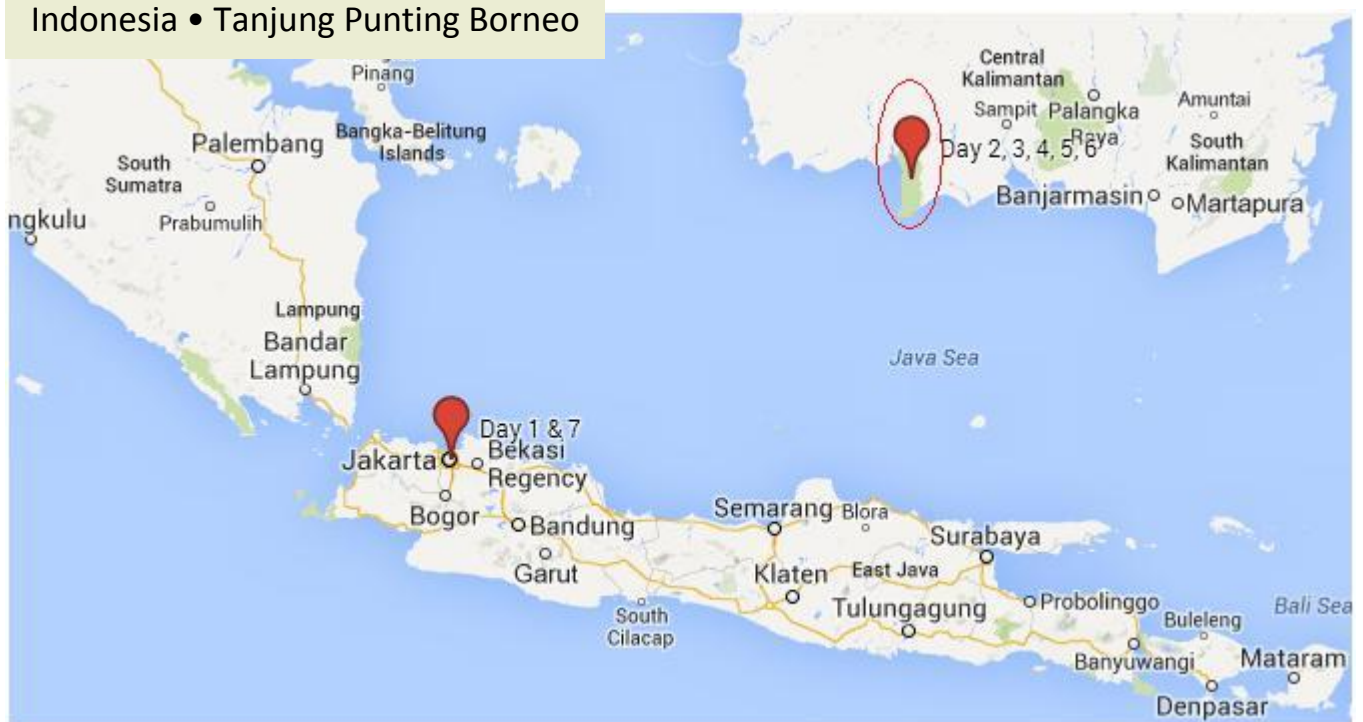 Indonesia • Tanjung Punting Borneo
Pinang
Bangka-Belitung
Islands
Palembang
South
Sumatra
Prabumulih
ngkulu
Lampung
Bandar
Lampung
Central
Kalimantan
Sampit
Palangka
Raya
Amuntai
South
Kalimantan
Day 2, 3, 4, 5, 6
Banjarmasin
Martapura
Java Sea
Day 1 & 7
Jakarta
Bekasi
Regency
Bogor
Bandung
Garut
South
Cilacap
Semarang
Blora
Surabaya
Klaten
East Java
Tulungagung
Probolinggo
Bali Sea
Buleleng
Banyuwangi
Mataram
Denpasar